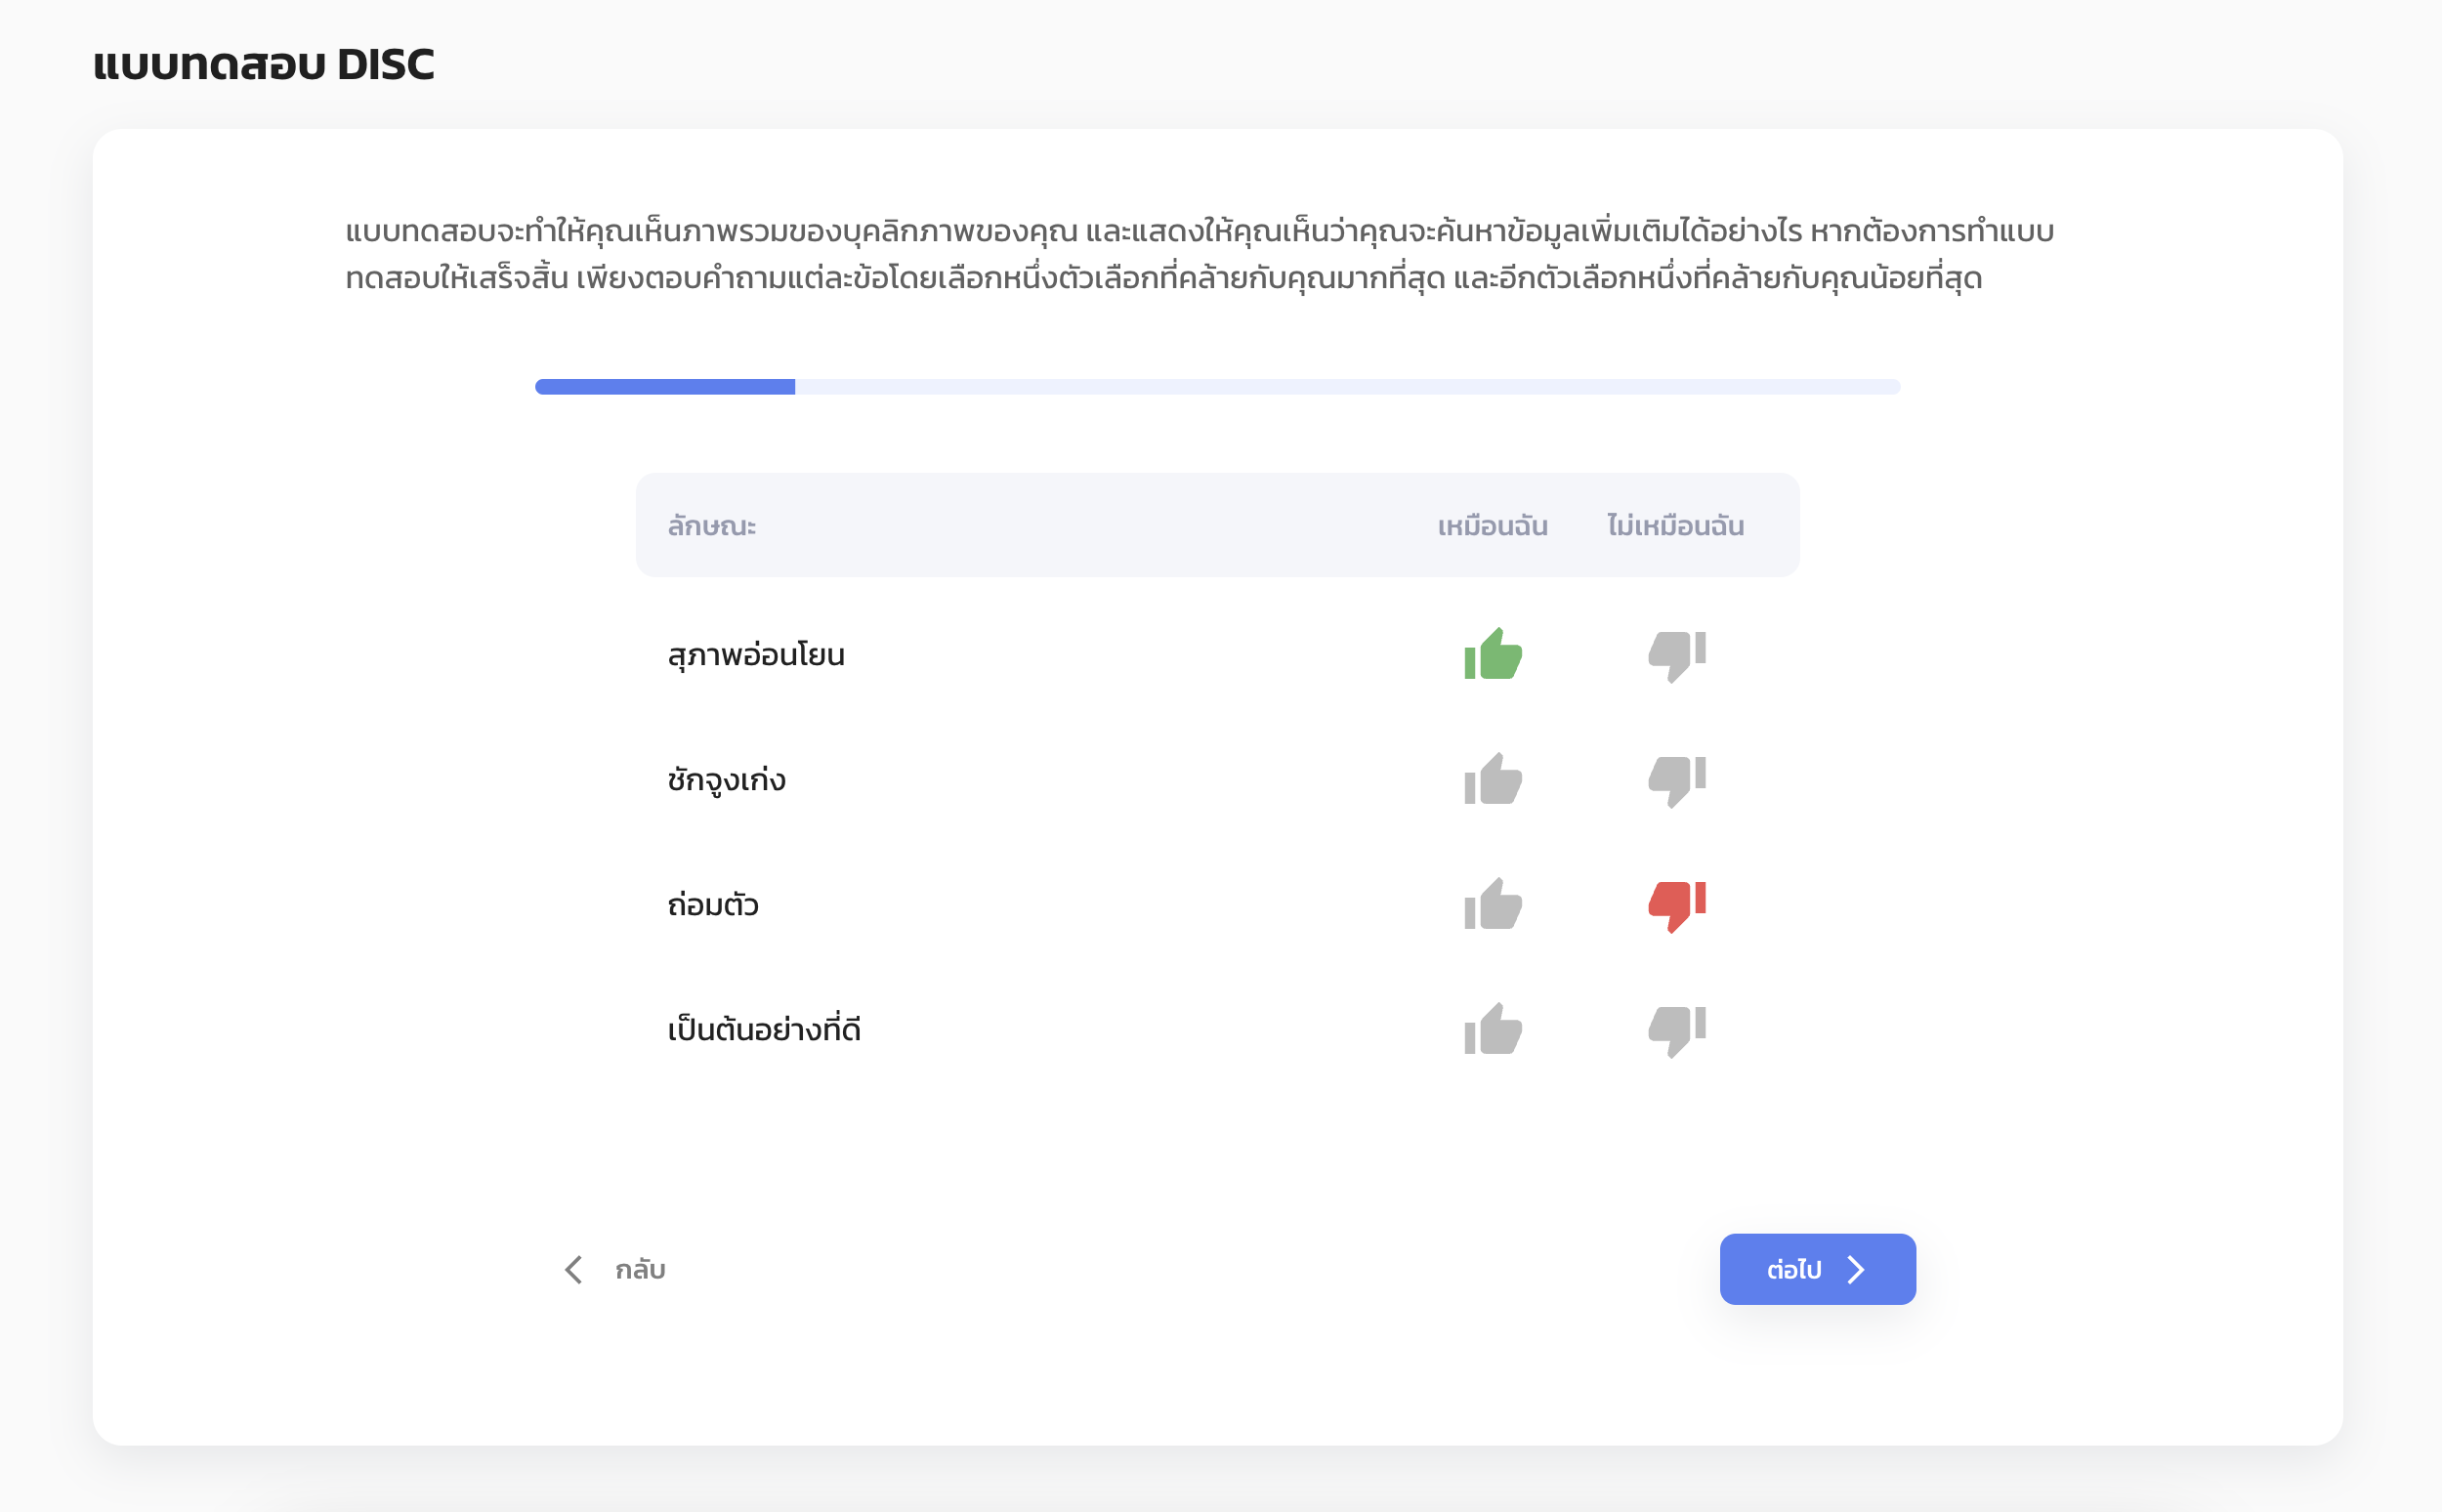 แบบทดสอบ DISC
แบบทดสอบจะทำให้คุณเห็นภาพรวมของบุคลิกภาพของคุณ และแสดงให้คุณเห็นว่าคุณจะค้นหาข้อมูลเพิ่มเติมได้อย่างไร หากต้องการทำแบบ
ทดสอบให้เสร็จสิ้น เพียงตอบคำถามแต่ละข้อโดยเลือกหนึ่งตัวเลือกที่คล้ายกับคุณมากที่สุด และอีกตัวเลือกหนึ่งที่คล้ายกับคุณน้อยที่สุด
ลักษณะ เหมือนฉัน ไม่เหมือนฉัน
สุภาพอ่อนโยน
ชักจูงเก่ง
ถ่อมตัว
เป็นต้นอย่างที่ดี
กลับ ต่อไป